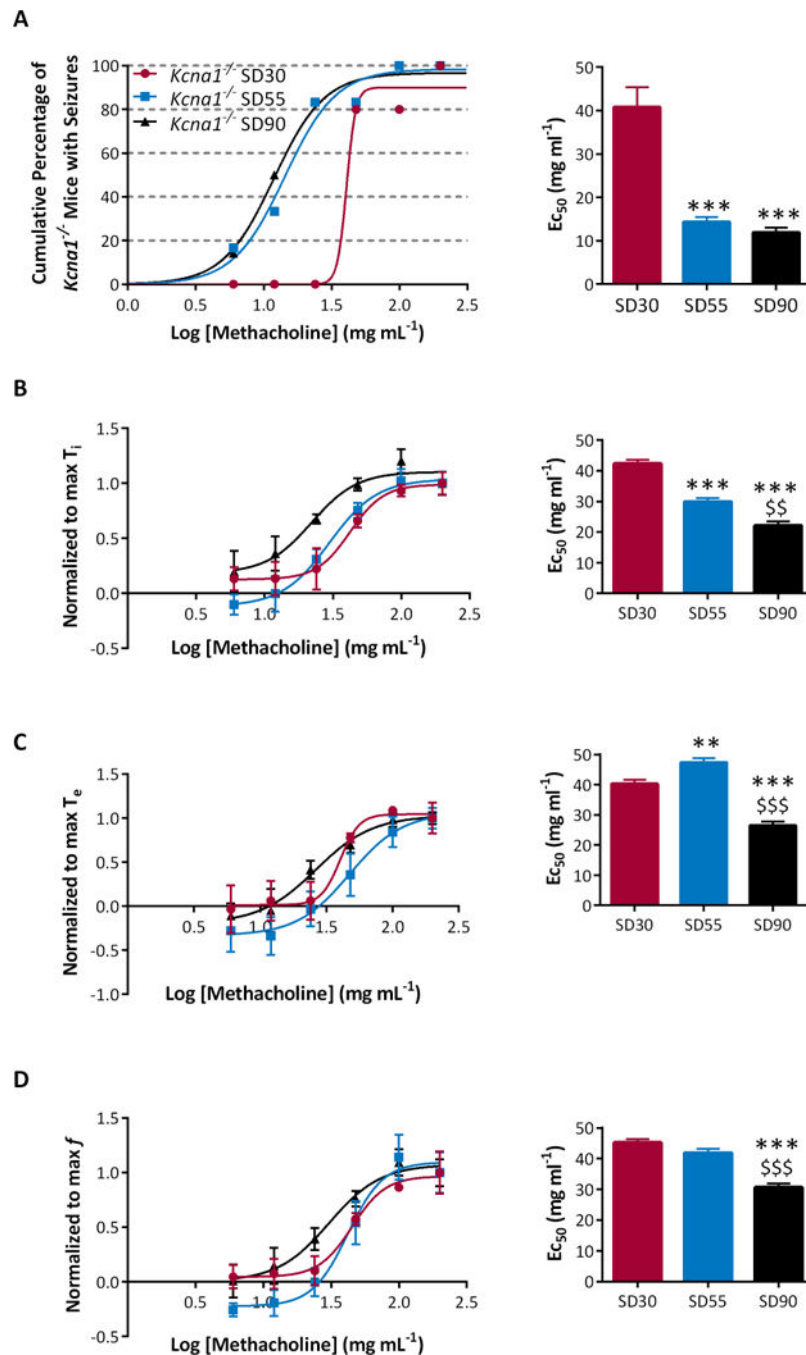 A
Cumulative Percentage of
Kcna1-/- Mice with Seizures
100
80
60
40
20
0
Kcna1-/- SD30
Kcna1-/- SD55
Kcna1-/- SD90
0.0 0.5 1.0 1.5 2.0 2.5
Log [Methacholine] (mg mL-1)
Ec50 (mg ml-1)
50
40
30
20
10
0
*** ***
SD30 SD55 SD90
B
Normalized to max Ti
1.5
1.0
0.5
0.0
-0.5
0.5 1.0 1.5 2.0 2.5
Log [Methacholine] (mg mL-1)
Ec50 (mg ml-1)
50
40
30
20
10
0
*** ***
$$
SD30 SD55 SD90
C
Normalized to max Te
1.5
1.0
0.5
0.0
-0.5
-1.0
0.5 1.0 1.5 2.0 2.5
Log [Methacholine] (mg mL-1)
Ec50 (mg ml-1)
50
40
30
20
10
0
** ***
$$$
SD30 SD55 SD90
D
Normalized to max f
1.5
1.0
0.5
0.0
-0.5
0.5 1.0 1.5 2.0 2.5
Log [Methacholine] (mg mL-1)
Ec50 (mg ml-1)
50
40
30
20
10
0
***
$$$
SD30 SD55 SD90